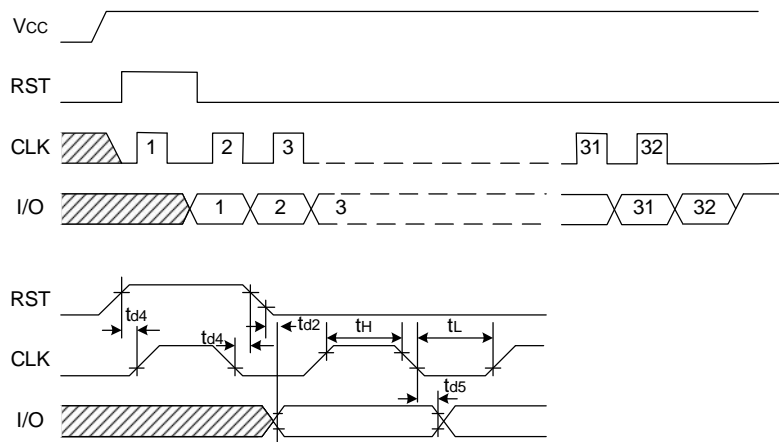 VCC
RST
CLK 1 2 3 31 32
I/O 1 2 3 31 32
RST
td4 td4 td2 tH tL
CLK
td5
I/O